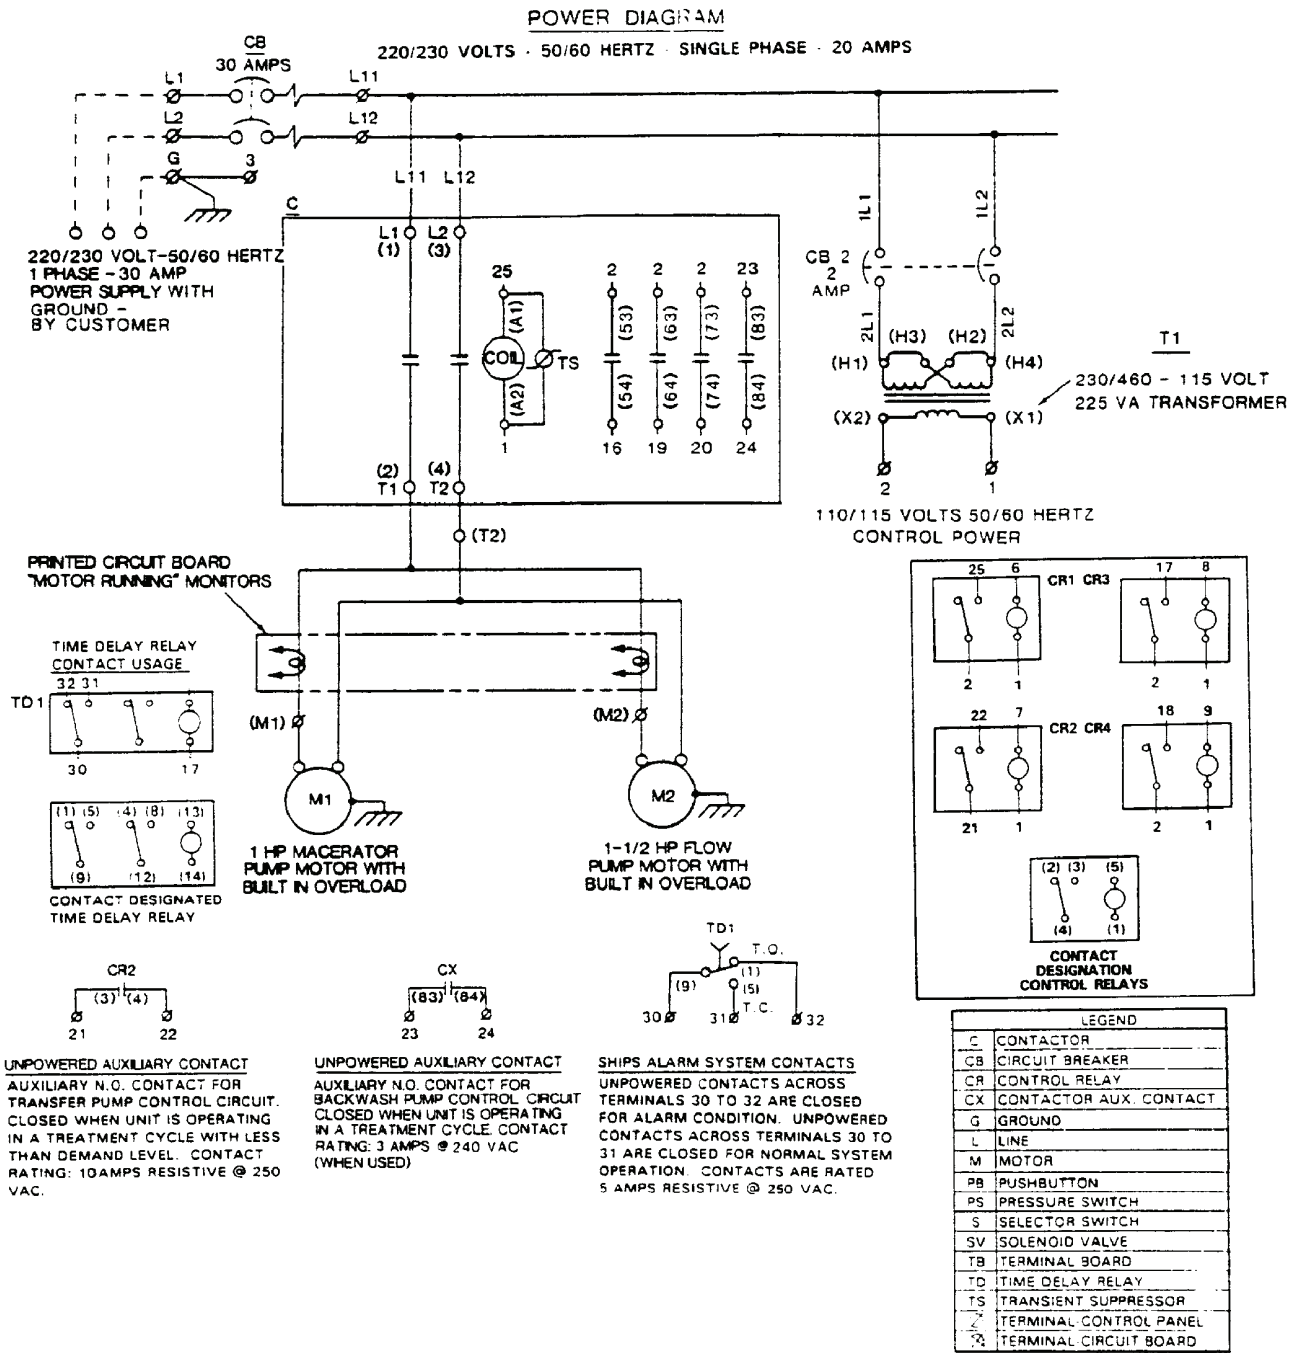 POWER DIAGRAM
220/230 VOLTS - 50/60 HERTZ - SINGLE PHASE - 20 AMPS
CB
30 AMPS
L1
L11
L2
L12
G
3
L11 L12
220/230 VOLT-50/60 HERTZ
1 PHASE - 30 AMP
POWER SUPPLY WITH
GROUND -
BY CUSTOMER
C
L1 L2
(1) (3)
25
(A1)
COIL
TS
(A2)
1
2 2 2 23
(53) (63) (73) (83)
(54) (64) (74) (84)
16 19 20 24
(2) (4)
T1 T2
(T2)
1L1
1L2
CB 2
2
AMP
2L1
2L2
(H3) (H2)
(H1) (H4)
T1
230/460 - 115 VOLT
225 VA TRANSFORMER
(X2) (X1)
2 1
110/115 VOLTS 50/60 HERTZ
CONTROL POWER
PRINTED CIRCUIT BOARD
"MOTOR RUNNING" MONITORS
TIME DELAY RELAY
CONTACT USAGE
32 31
TD1
30 17
(1) (5) (4) (8) (13)
(9) (12) (14)
CONTACT DESIGNATED
TIME DELAY RELAY
(M1)
(M2)
M1
M2
1 HP MACERATOR
PUMP MOTOR WITH
BUILT IN OVERLOAD
1-1/2 HP FLOW
PUMP MOTOR WITH
BUILT IN OVERLOAD
25 6
CR1 CR3
17 8
2 1
2 1
22 7
CR2 CR4
18 9
21 1
2 1
(2) (3) (5)
(4) (1)
CONTACT
DESIGNATION
CONTROL RELAYS
CR2
(3) (4)
21 22
UNPOWERED AUXILIARY CONTACT
AUXILIARY N.O. CONTACT FOR
TRANSFER PUMP CONTROL CIRCUIT.
CLOSED WHEN UNIT IS OPERATING
IN A TREATMENT CYCLE WITH LESS
THAN DEMAND LEVEL. CONTACT
RATING: 10AMPS RESISTIVE @ 250
VAC.
CX
(83) (84)
23 24
UNPOWERED AUXILIARY CONTACT
AUXILIARY N.O. CONTACT FOR
BACKWASH PUMP CONTROL CIRCUIT
CLOSED WHEN UNIT IS OPERATING
IN A TREATMENT CYCLE. CONTACT
RATING: 3 AMPS @ 240 VAC
(WHEN USED)
TD1
T.O.
(9) (1)
(5)
T.C.
30 31 32
SHIPS ALARM SYSTEM CONTACTS
UNPOWERED CONTACTS ACROSS
TERMINALS 30 TO 32 ARE CLOSED
FOR ALARM CONDITION. UNPOWERED
CONTACTS ACROSS TERMINALS 30 TO
31 ARE CLOSED FOR NORMAL SYSTEM
OPERATION. CONTACTS ARE RATED
5 AMPS RESISTIVE @ 250 VAC.
LEGEND
C CONTACTOR
CB CIRCUIT BREAKER
CR CONTROL RELAY
CX CONTACTOR AUX. CONTACT
G GROUND
L LINE
M MOTOR
PB PUSHBUTTON
PS PRESSURE SWITCH
S SELECTOR SWITCH
SV SOLENOID VALVE
TB TERMINAL BOARD
TD TIME DELAY RELAY
TS TRANSIENT SUPPRESSOR
TERMINAL-CONTROL PANEL
TERMINAL-CIRCUIT BOARD